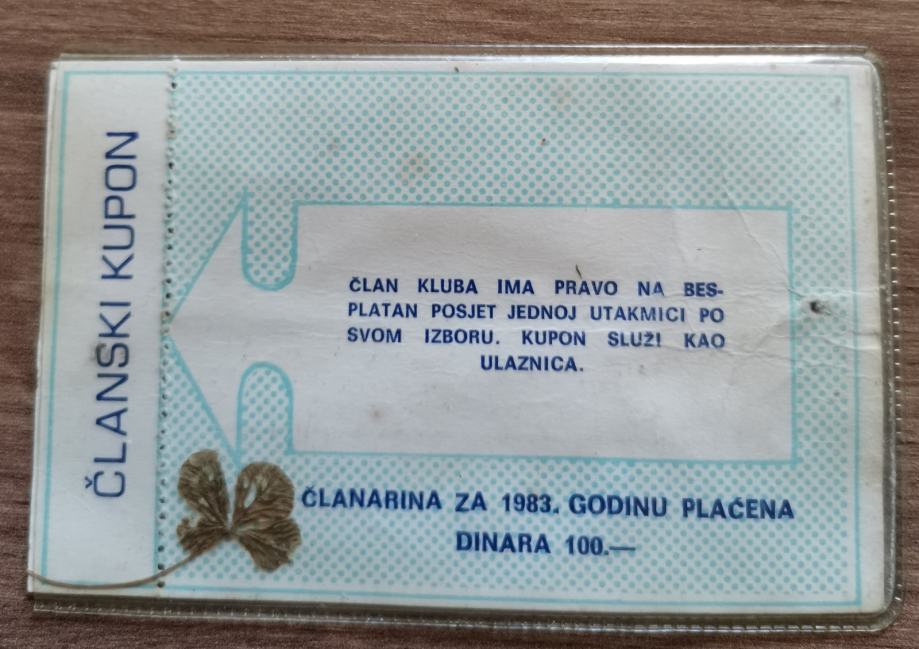 ČLANSKI KUPON
ČLAN KLUBA IMA PRAVO NA BES-
PLATAN POSJET JEDNOJ UTAKMICI PO
SVOM IZBORU. KUPON SLUŽI KAO
ULAZNICA.
ČLANARINA ZA 1983. GODINU PLAĆENA
DINARA 100.—